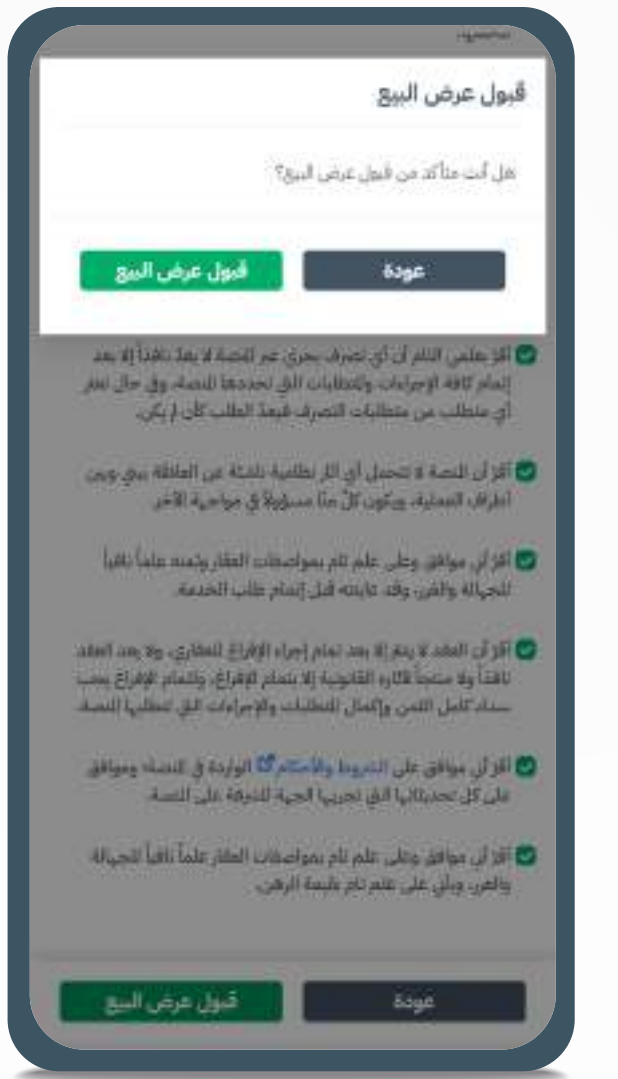 قبول عرض البيع
هل أنت متأكد من قبول عرض البيع؟
عودة
قبول عرض البيع
أقرّ بعلمي التام أن أي تصرف يجري عبر المنصة لا يعدّ نافذاً إلا بعد
إتمام كافة الإجراءات والمتطلبات التي تحددها المنصة، وفي حال تعذر
أي متطلب من متطلبات التصرف فيعدّ الطلب كأن لم يكن.
أقرّ أن المنصة لا تتحمل أي آثار نظامية ناشئة عن العلاقة بيني وبين
أطراف العملية، ويكون كلّ منّا مسؤولاً في مواجهة الآخر.
أقرّ أني موافق وعلى علم تام بمواصفات العقار وثمنه علماً نافياً
للجهالة والغرر، وقد عاينته قبل إتمام طلب الخدمة.
أقرّ أن العقد لا يتم إلا بعد تمام إجراء الإفراغ العقاري، ولا يعد العقد
نافذاً ولا منتجاً لآثاره القانونية إلا بتمام الإفراغ، ولتمام الإفراغ يجب
سداد كامل الثمن وإكمال المتطلبات والإجراءات التي تتطلبها المنصة.
أقرّ أني موافق على الشروط والأحكام الواردة في المنصة وموافق
على كل تحديثاتها التي تجريها الجهة المشرفة على المنصة.
أقرّ أني موافق وعلى علم تام بمواصفات العقار علماً نافياً للجهالة
والغرر، وبأني على علم تام بقيمة الرهن.
عودة
قبول عرض البيع